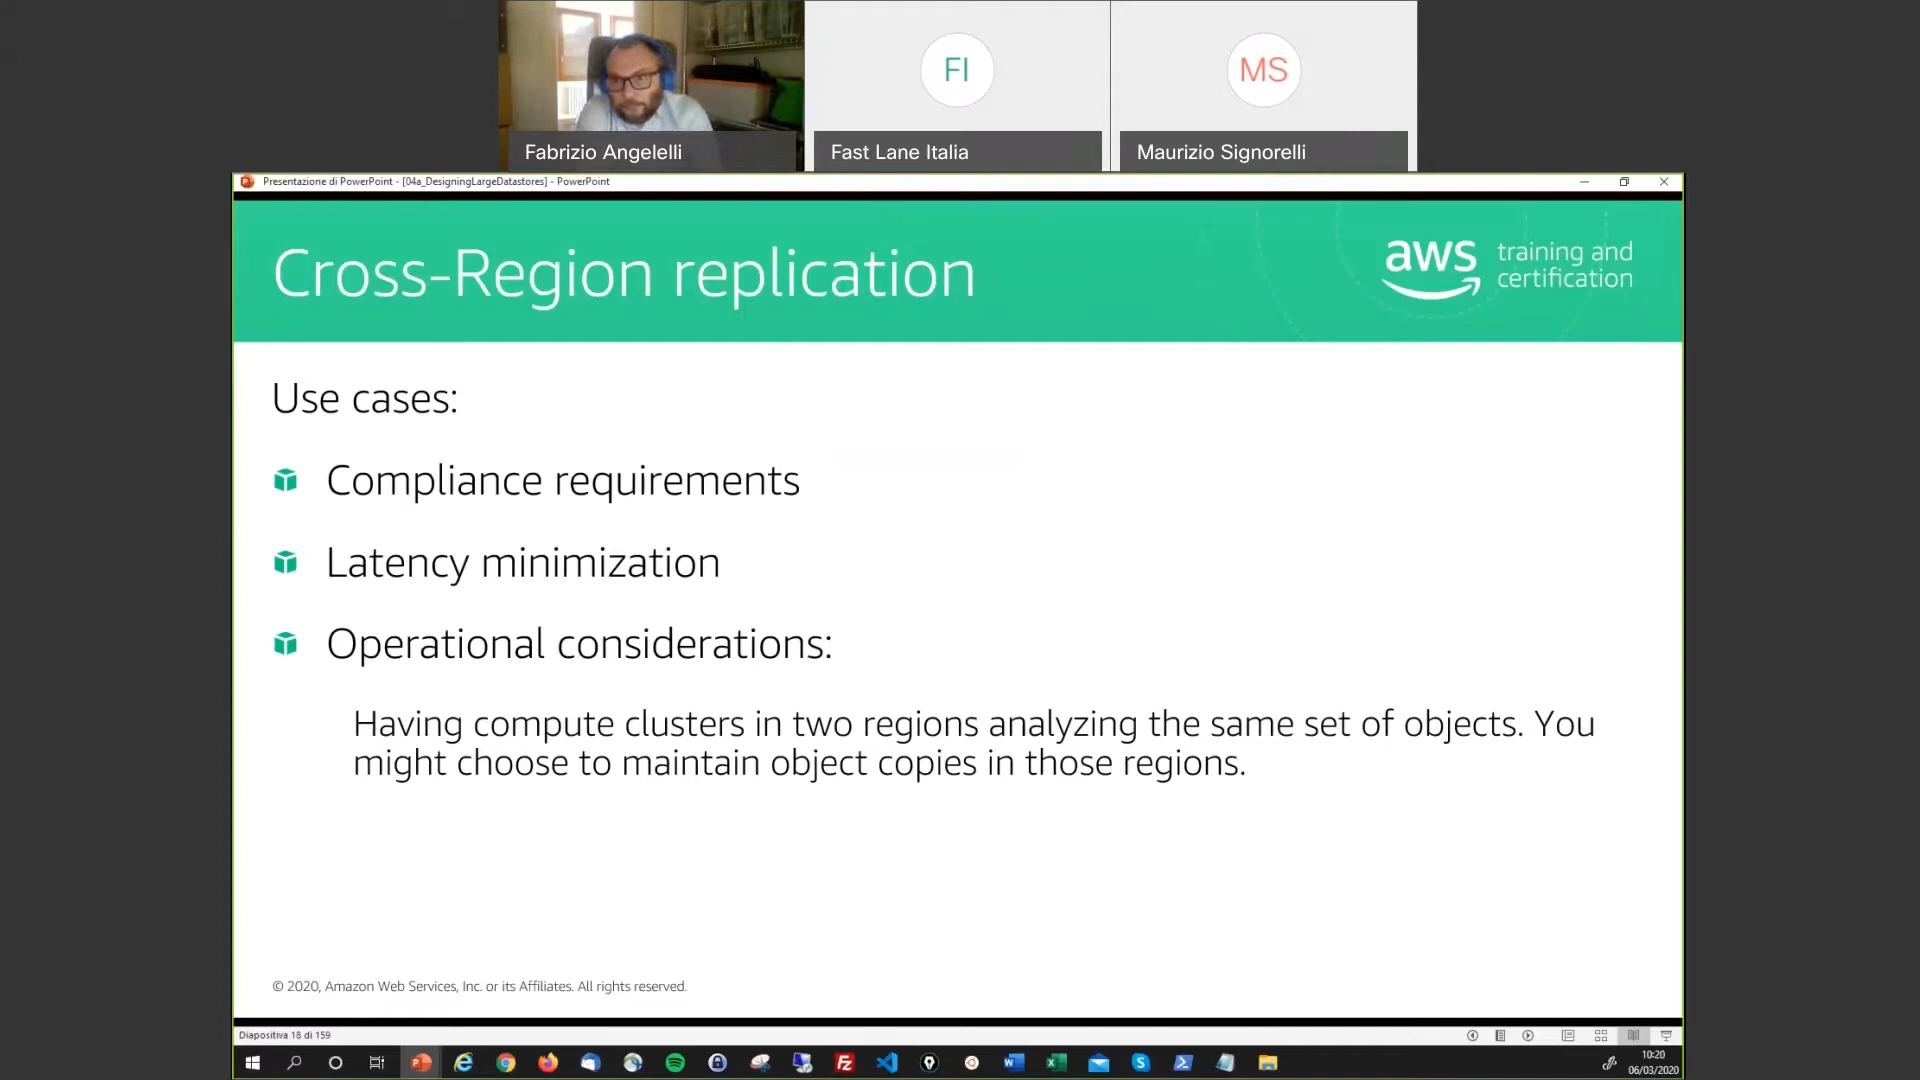 FI
MS
Fabrizio Angelelli
Fast Lane Italia
Maurizio Signorelli
Presentazione di PowerPoint - [04a_DesigningLargeDatastores] - PowerPoint
Cross-Region replication
aws training and
certification
Use cases:
Compliance requirements
Latency minimization
Operational considerations:
Having compute clusters in two regions analyzing the same set of objects. You
might choose to maintain object copies in those regions.
© 2020, Amazon Web Services, Inc. or its Affiliates. All rights reserved.
Diapositiva 18 di 159
10:20
06/03/2020